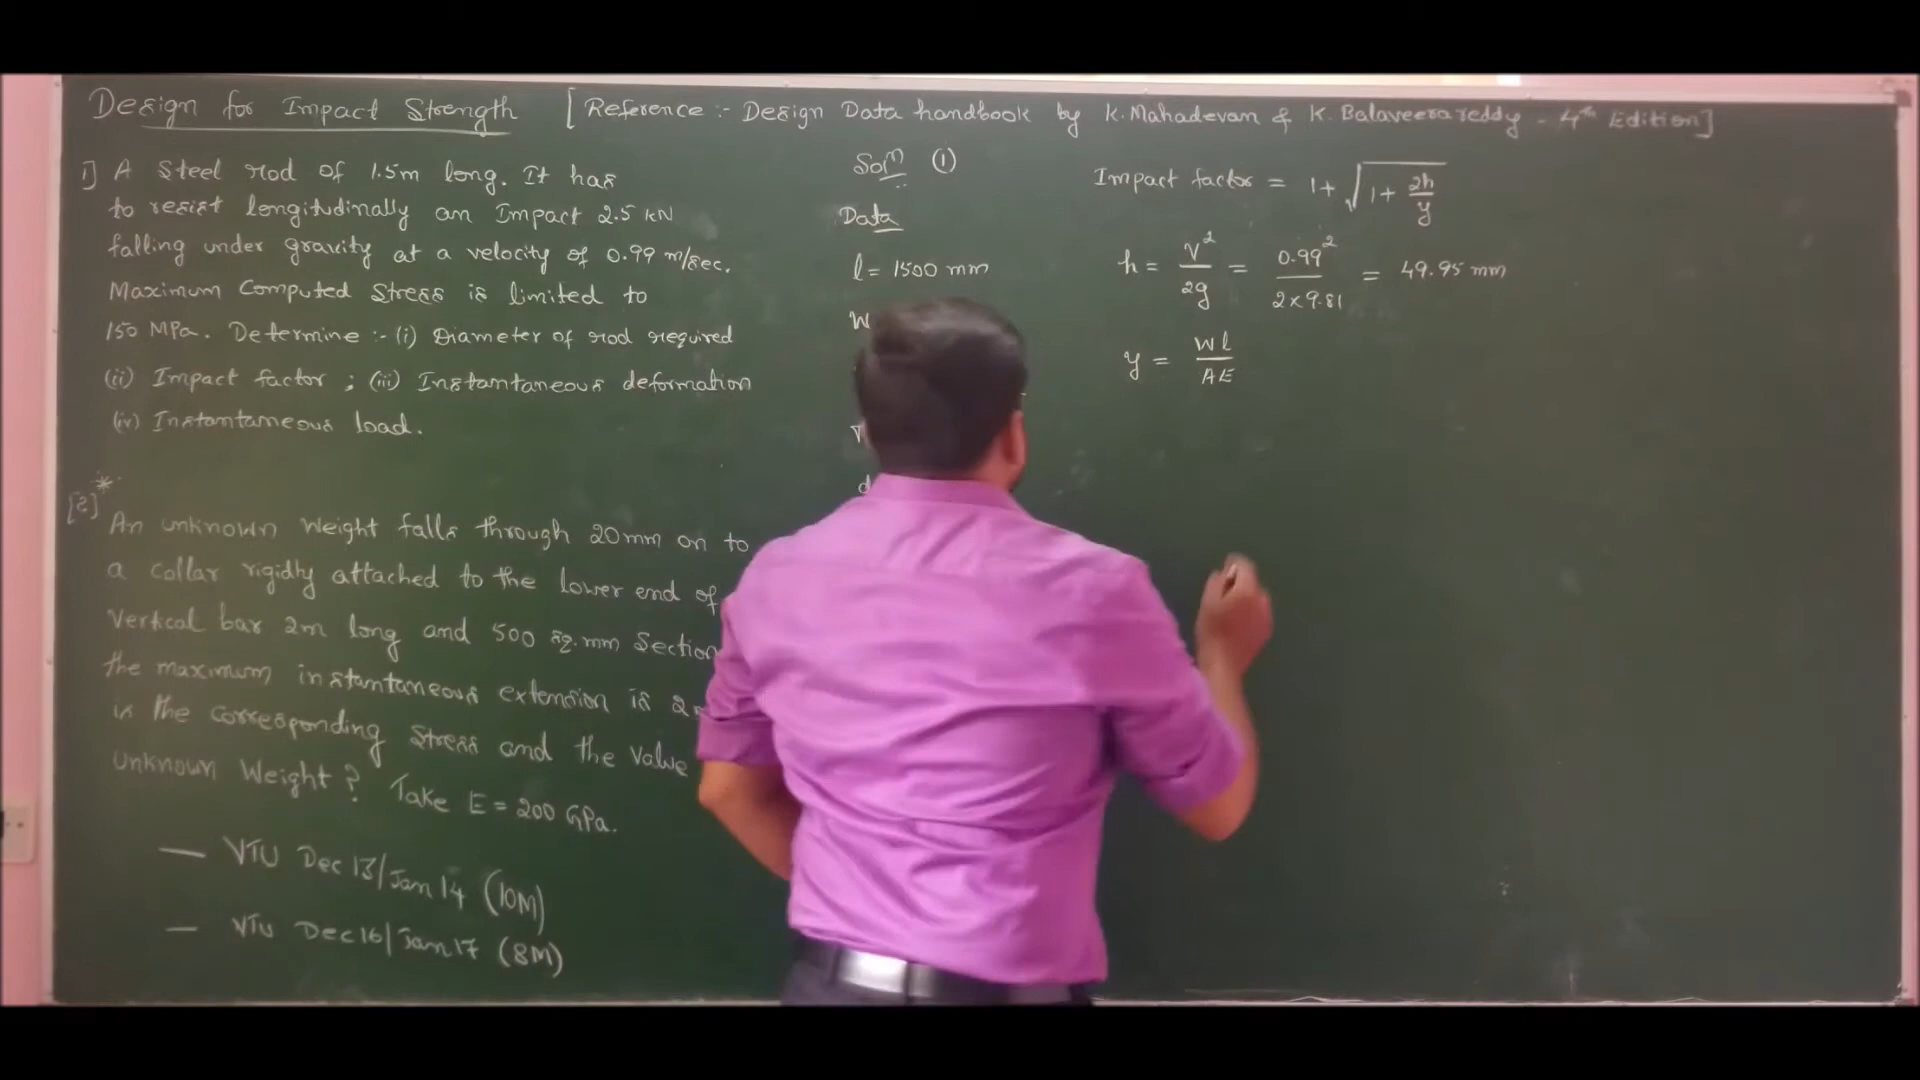 Design for Impact Strength [Reference :- Design Data handbook by K. Mahadevan & K. Balaveerareddy - 4th Edition]
1] A Steel rod of 1.5m long. It has
to resist longitudinally an Impact 2.5 kN
falling under gravity at a velocity of 0.99 m/sec.
Maximum Computed Stress is limited to
150 MPa. Determine :- (i) Diameter of rod required
(ii) Impact factor ; (iii) Instantaneous deformation
(iv) Instantaneous load.
[2]*
An unknown Weight falls through 20mm on to
a collar rigidly attached to the lower end of
Vertical bar 2m long and 500 sq.mm Section
the maximum instantaneous extension is 2
is the corresponding Stress and the value
unknown Weight? Take E = 200 GPa.
— VTU Dec 13/Jan 14 (10M)
— VTU Dec 16/Jan 17 (8M)
Soln (1)
Data
l = 1500 mm
W
d
Impact factor = 1 + √(1 + 2h/y)
h = V²/2g = 0.99²/2×9.81 = 49.95 mm
y = Wl/AE